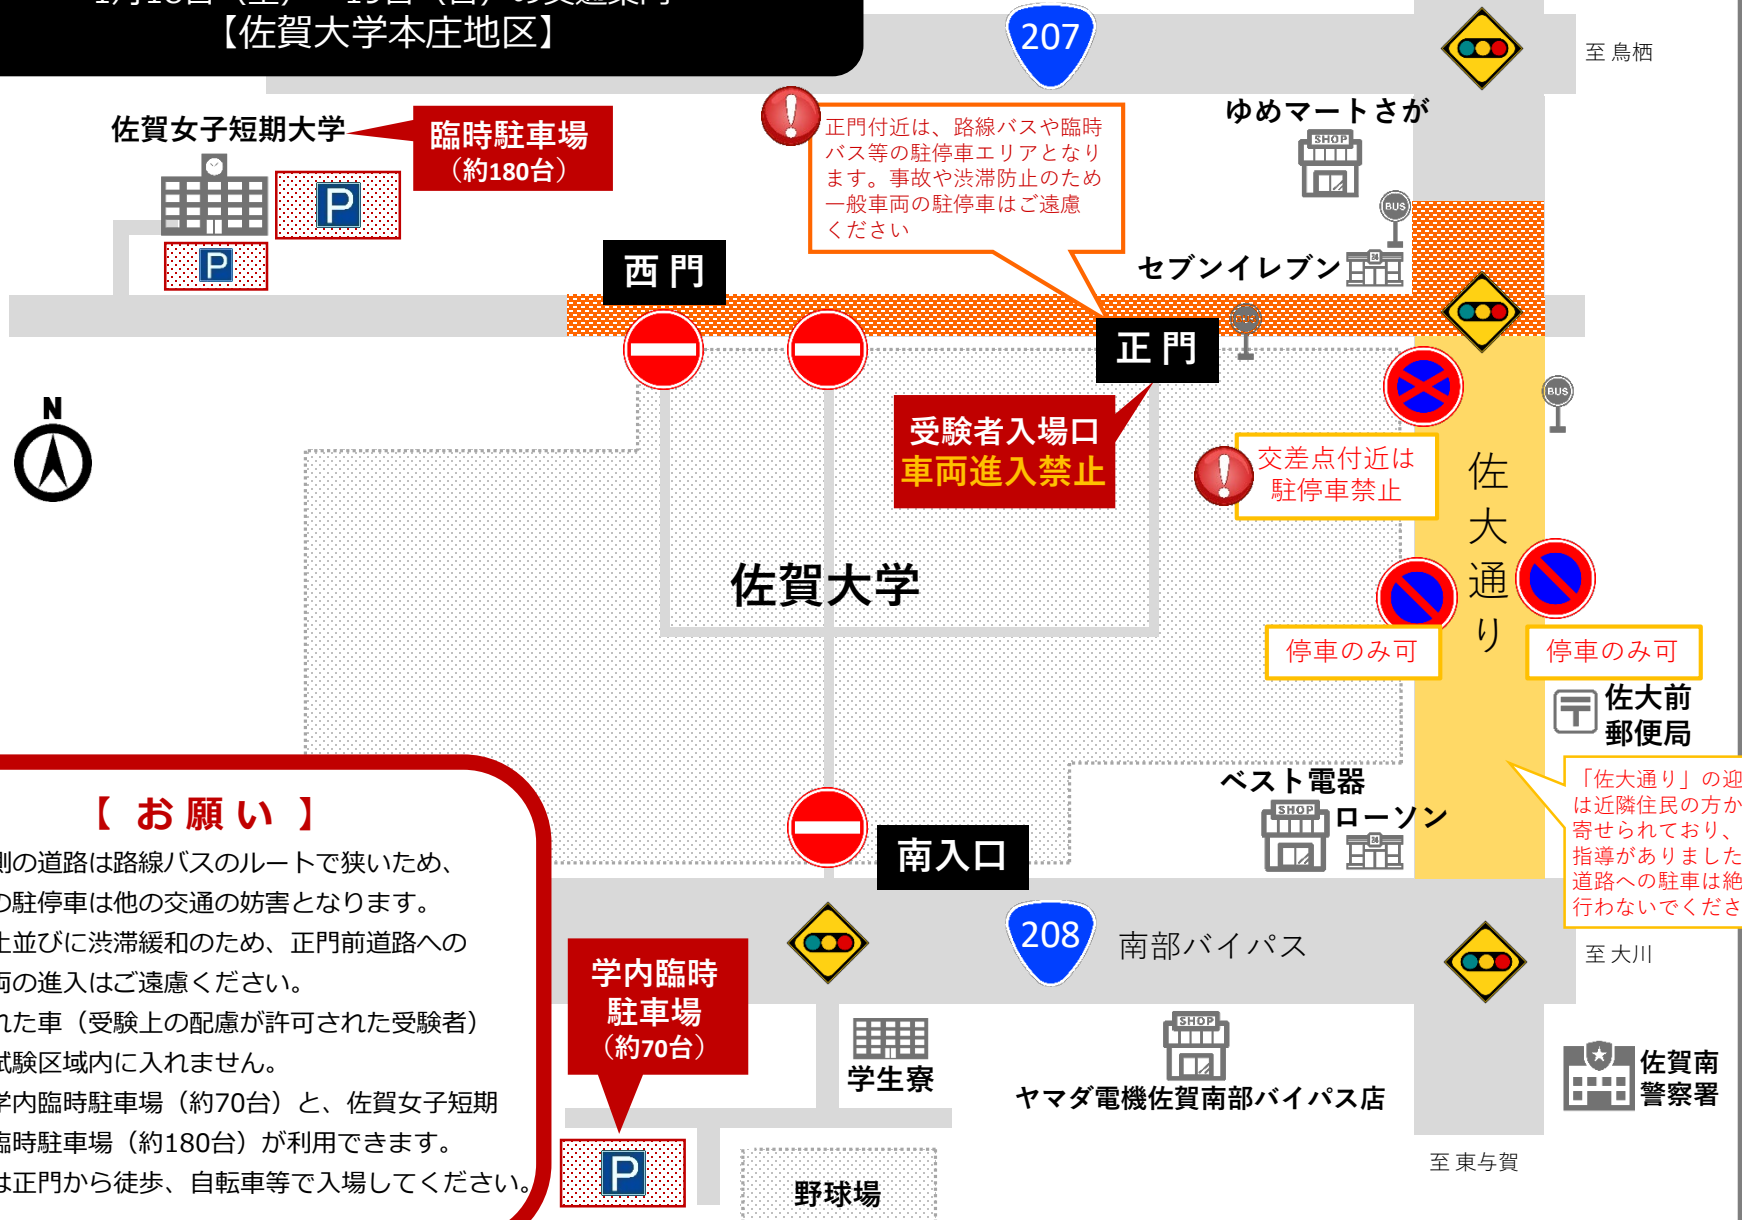 1月18日（土）・19日（日）の交通案内
【佐賀大学本庄地区】
207
至 鳥栖
ゆめマートさが
SHOP
佐賀女子短期大学
臨時駐車場
（約180台）
P
P
正門付近は、路線バスや臨時
バス等の駐停車エリアとなり
ます。事故や渋滞防止のため
一般車両の駐停車はご遠慮
ください
BUS
セブンイレブン
24
西 門
正 門
BUS
N
受験者入場口
車両進入禁止
BUS
交差点付近は
駐停車禁止
佐大通り
佐賀大学
停車のみ可
停車のみ可
佐大前
郵便局
「佐大通り」の迎
は近隣住民の方か
寄せられており、
指導がありました
道路への駐車は絶
行わないでくださ
ベスト電器
SHOP
ローソン
24
南入口
【 お 願 い 】
側の道路は路線バスのルートで狭いため、
の駐停車は他の交通の妨害となります。
止並びに渋滞緩和のため、正門前道路への
両の進入はご遠慮ください。
れた車（受験上の配慮が許可された受験者）
試験区域内に入れません。
学内臨時駐車場（約70台）と、佐賀女子短期
臨時駐車場（約180台）が利用できます。
は正門から徒歩、自転車等で入場してください。
208
南部バイパス
至 大川
学内臨時
駐車場
（約70台）
P
学生寮
SHOP
ヤマダ電機佐賀南部バイパス店
佐賀南
警察署
至 東与賀
野球場